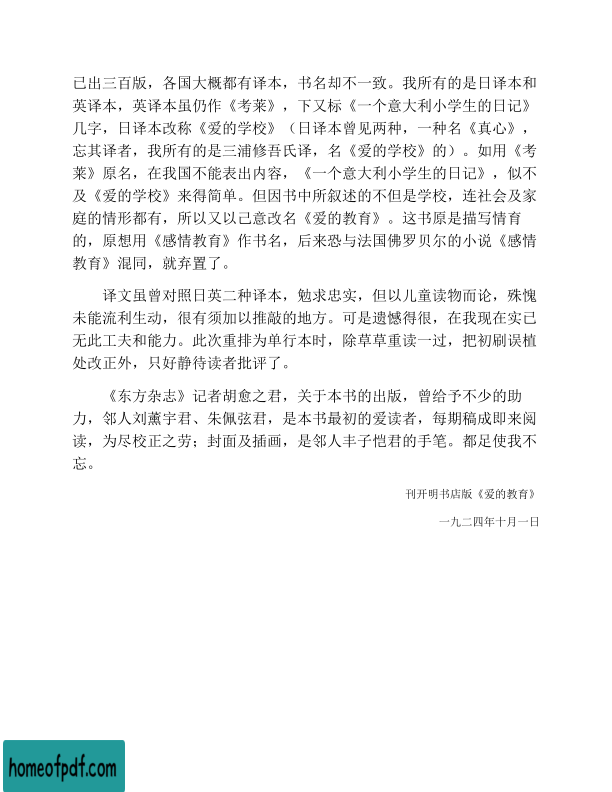 已出三百版，各国大概都有译本，书名却不一致。我所有的是日译本和
英译本，英译本虽仍作《考莱》，下又标《一个意大利小学生的日记》
几字，日译本改称《爱的学校》（日译本曾见两种，一种名《真心》，
忘其译者，我所有的是三浦修吾氏译，名《爱的学校》的）。如用《考
莱》原名，在我国不能表出内容，《一个意大利小学生的日记》，似不
及《爱的学校》来得简单。但因书中所叙述的不但是学校，连社会及家
庭的情形都有，所以又以己意改名《爱的教育》。这书原是描写情育
的，原想用《感情教育》作书名，后来恐与法国佛罗贝尔的小说《感情
教育》混同，就弃置了。
译文虽曾对照日英二种译本，勉求忠实，但以儿童读物而论，殊愧
未能流利生动，很有须加以推敲的地方。可是遗憾得很，在我现在实已
无此工夫和能力。此次重排为单行本时，除草草重读一过，把初刷误植
处改正外，只好静待读者批评了。
《东方杂志》记者胡愈之君，关于本书的出版，曾给予不少的助
力，邻人刘薰宇君、朱佩弦君，是本书最初的爱读者，每期稿成即来阅
读，为尽校正之劳；封面及插画，是邻人丰子恺君的手笔。都足使我不
忘。
刊开明书店版《爱的教育》
一九二四年十月一日
homeofpdf.com